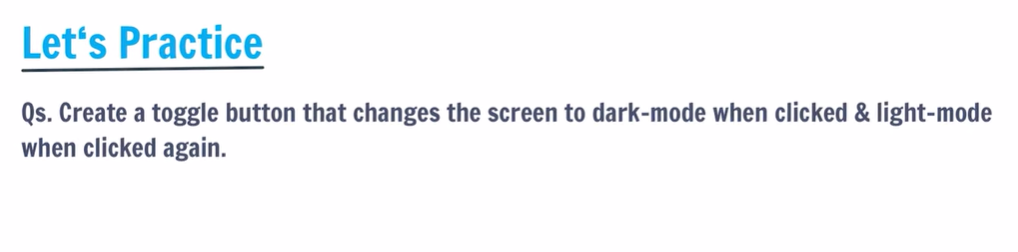 Let‘s Practice
Qs. Create a toggle button that changes the screen to dark-mode when clicked & light-mode
when clicked again.